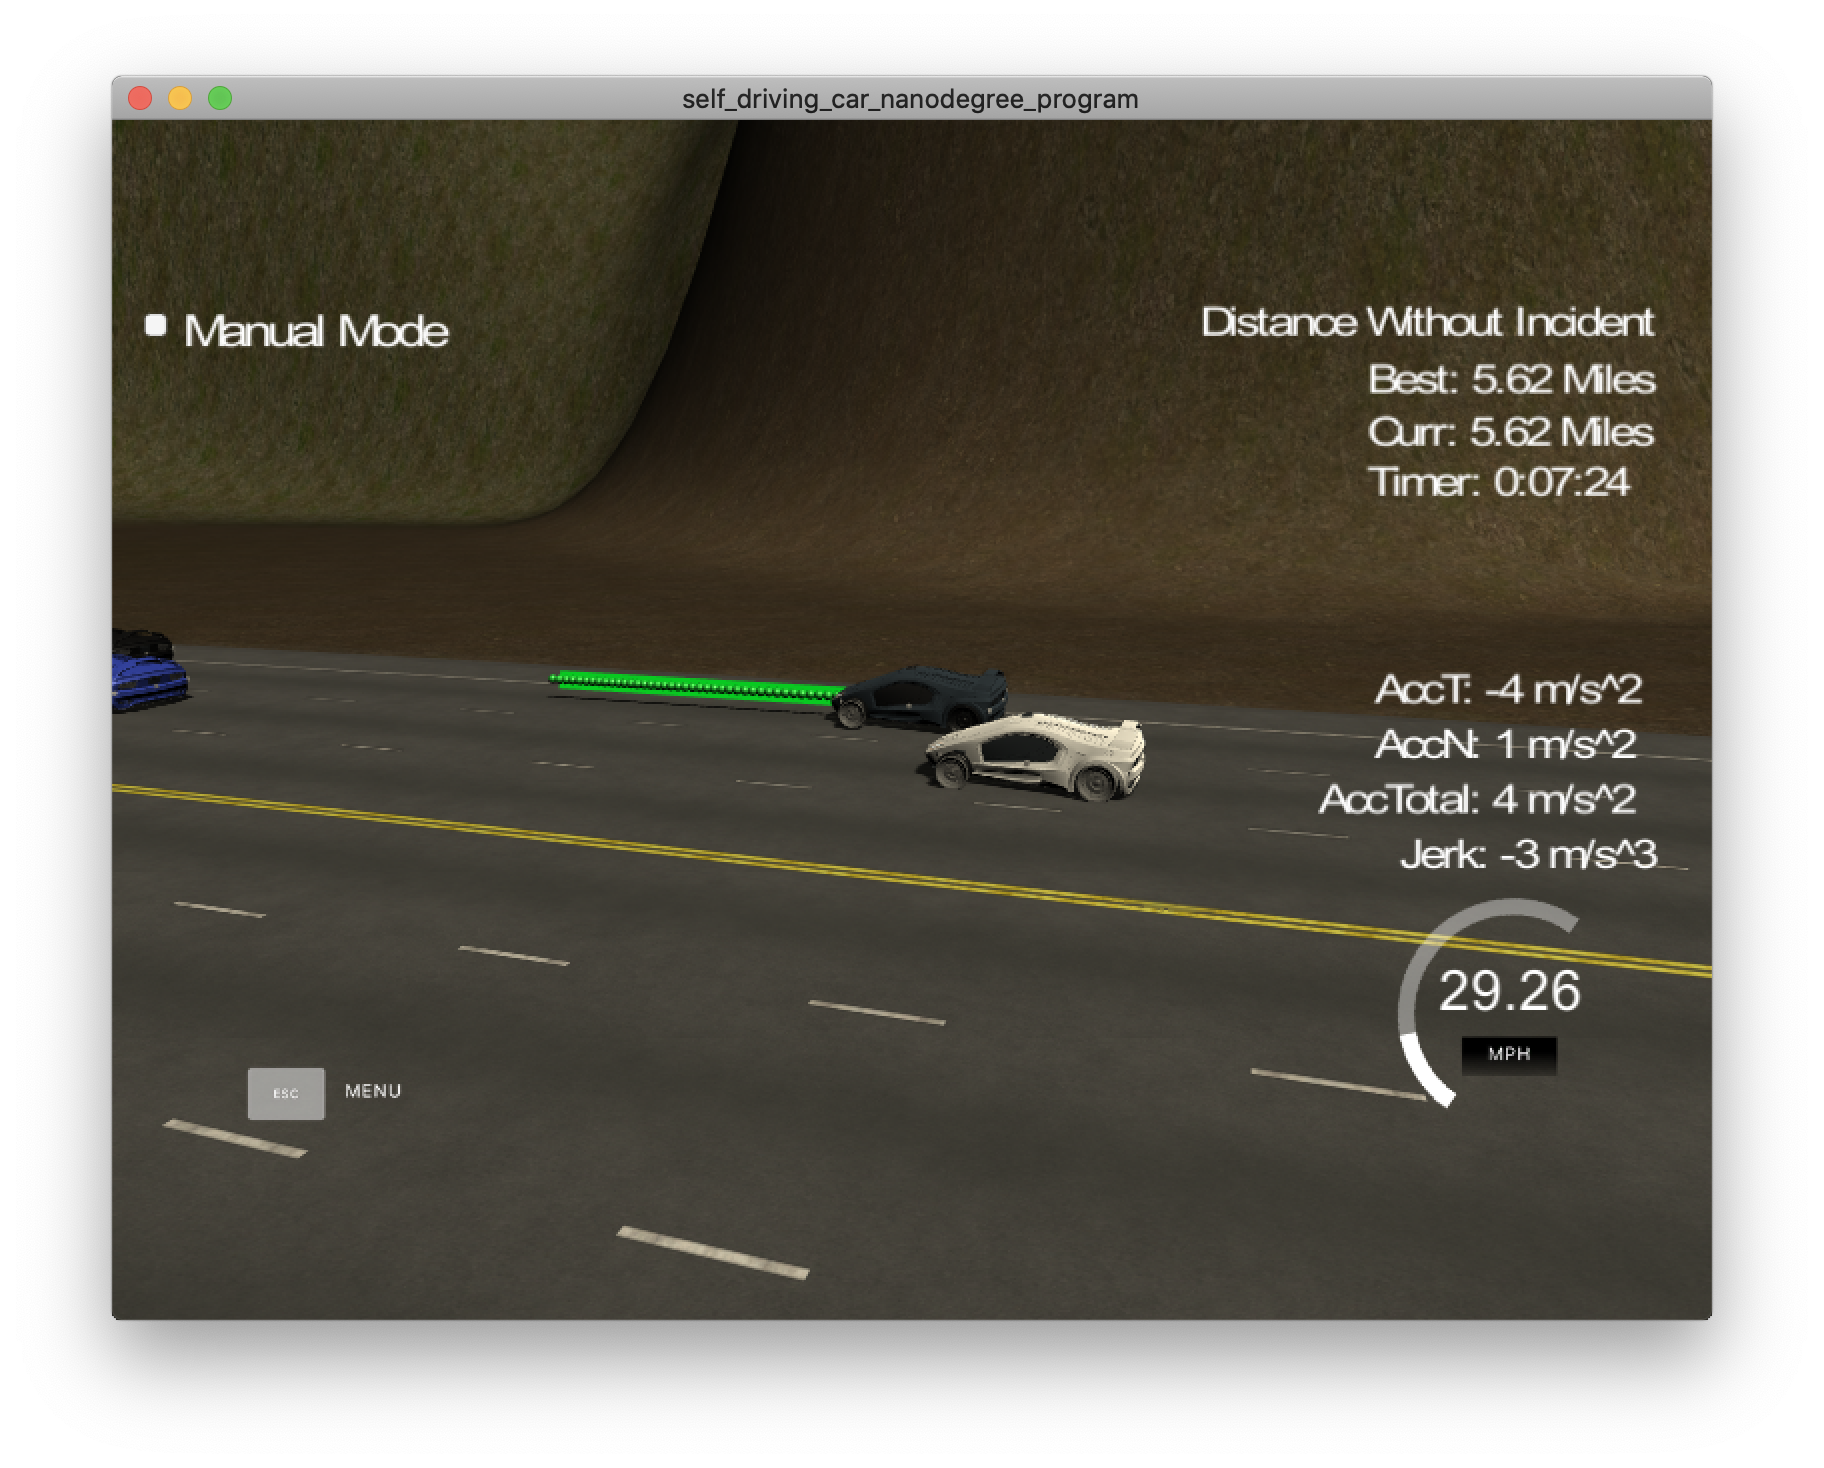 self_driving_car_nanodegree_program
Manual Mode
Distance Without Incident
Best: 5.62 Miles
Curr: 5.62 Miles
Timer: 0:07:24
AccT: -4 m/s^2
AccN: 1 m/s^2
AccTotal: 4 m/s^2
Jerk: -3 m/s^3
29.26
MPH
ESC MENU